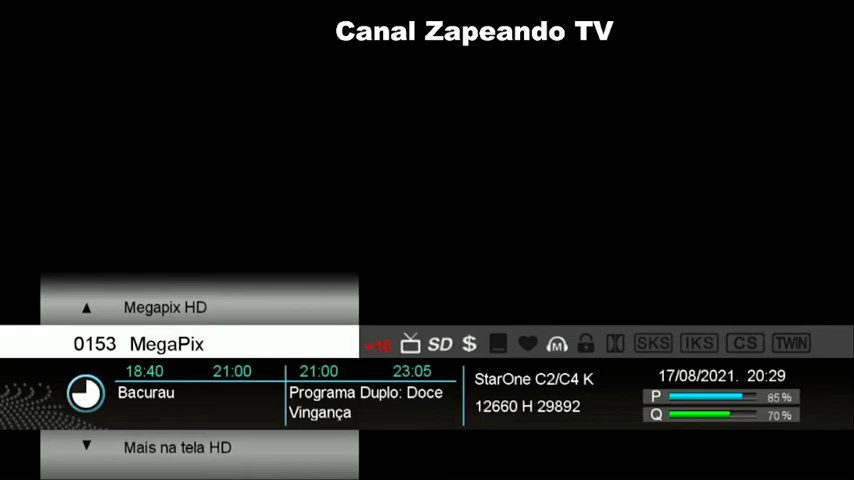 Canal Zapeando TV
Megapix HD
0153 MegaPix
+16 SD $ M SKS IKS CS TWIN
18:40 21:00 21:00 23:05
Bacurau
Programa Duplo: Doce
Vingança
StarOne C2/C4 K
12660 H 29892
17/08/2021. 20:29
P 85%
Q 70%
Mais na tela HD